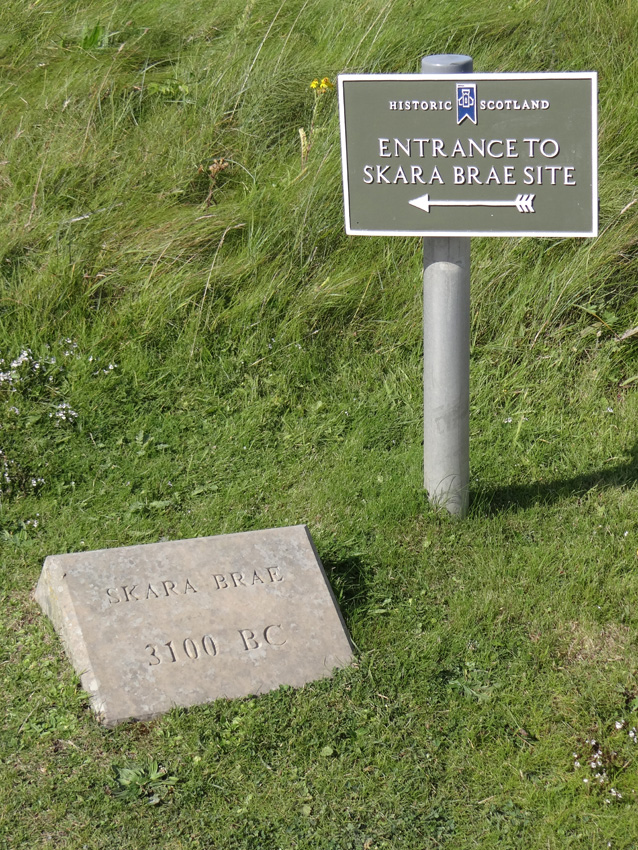 HISTORIC SCOTLAND
ENTRANCE TO
SKARA BRAE SITE
SKARA BRAE
3100 BC